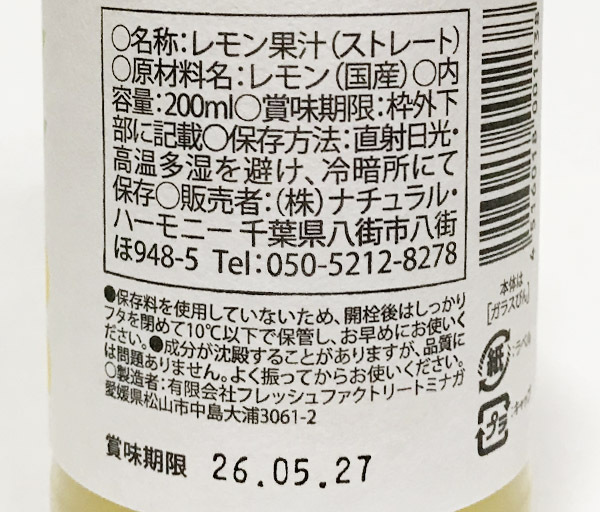 ○名称:レモン果汁(ストレート)
○原材料名:レモン(国産)○内
容量:200ml○賞味期限:枠外下
部に記載○保存方法:直射日光・
高温多湿を避け、冷暗所にて
保存○販売者:(株)ナチュラル・
ハーモニー 千葉県八街市八街
ほ948-5 Tel:050-5212-8278
●保存料を使用していないため、開栓後はしっかり
フタを閉めて10℃以下で保管し、お早めにお使いく
ださい。●成分が沈殿することがありますが、品質に
は問題ありません。よく振ってからお使いください。
○製造者:有限会社フレッシュファクトリートミナガ
愛媛県松山市中島大浦3061-2
賞味期限 26.05.27
本体は
[ガラスびん]
紙:ラベル
プラ